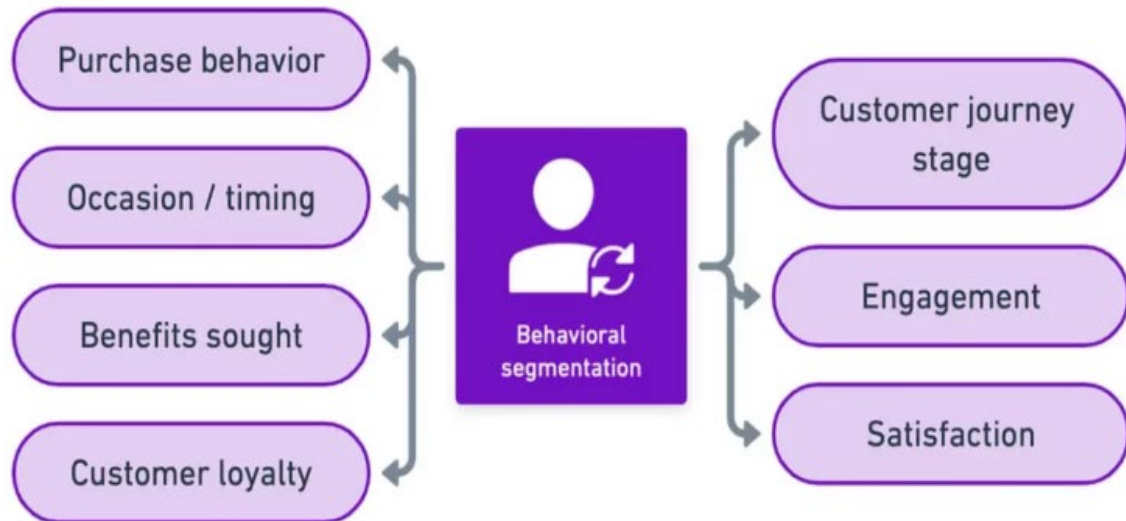 Purchase behavior
Occasion / timing
Benefits sought
Customer loyalty
Behavioral
segmentation
Customer journey
stage
Engagement
Satisfaction